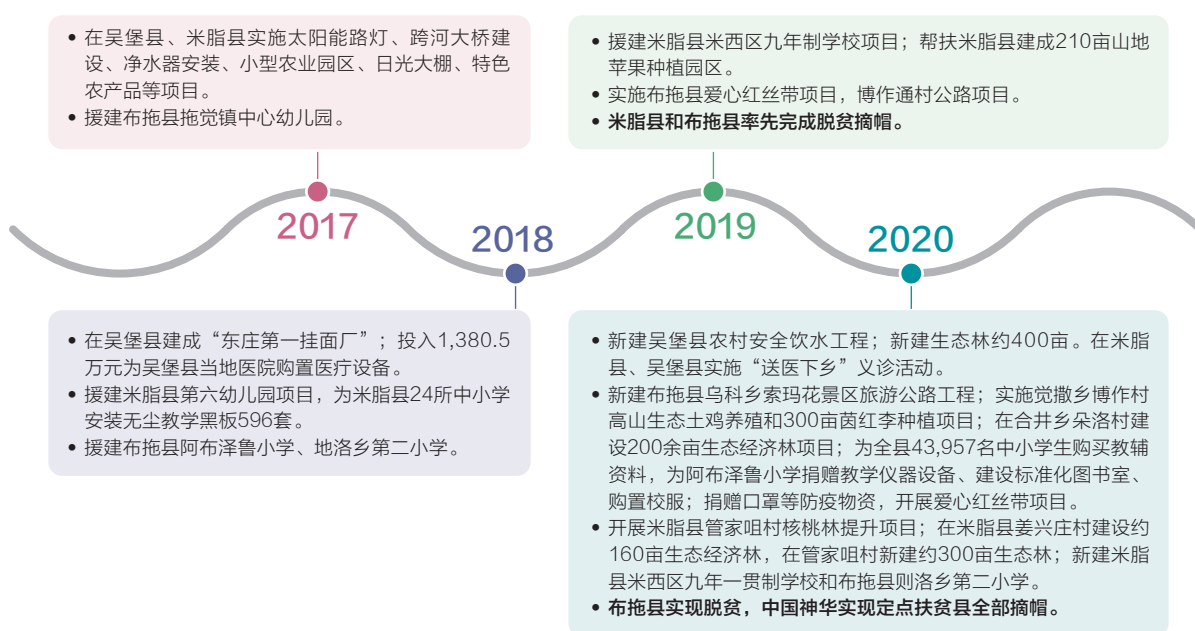 • 在吴堡县、米脂县实施太阳能路灯、跨河大桥建
设、净水器安装、小型农业园区、日光大棚、特色
农产品等项目。
• 援建布拖县拖觉镇中心幼儿园。
2017
• 在吴堡县建成“东庄第一挂面厂”；投入1,380.5
万元为吴堡县当地医院购置医疗设备。
• 援建米脂县第六幼儿园项目，为米脂县24所中小学
安装无尘教学黑板596套。
• 援建布拖县阿布泽鲁小学、地洛乡第二小学。
2018
• 援建米脂县米西区九年制学校项目；帮扶米脂县建成210亩山地
苹果种植园区。
• 实施布拖县爱心红丝带项目，博作通村公路项目。
• 米脂县和布拖县率先完成脱贫摘帽。
2019
2020
• 新建吴堡县农村安全饮水工程；新建生态林约400亩。在米脂
县、吴堡县实施“送医下乡”义诊活动。
• 新建布拖县乌科乡索玛花景区旅游公路工程；实施觉撒乡博作村
高山生态土鸡养殖和300亩茵红李种植项目；在合井乡朵洛村建
设200余亩生态经济林项目；为全县43,957名中小学生购买教辅
资料，为阿布泽鲁小学捐赠教学仪器设备、建设标准化图书室、
购置校服；捐赠口罩等防疫物资，开展爱心红丝带项目。
• 开展米脂县管家咀村核桃林提升项目；在米脂县姜兴庄村建设约
160亩生态经济林，在管家咀村新建约300亩生态林；新建米脂
县米西区九年一贯制学校和布拖县则洛乡第二小学。
• 布拖县实现脱贫，中国神华实现定点扶贫县全部摘帽。